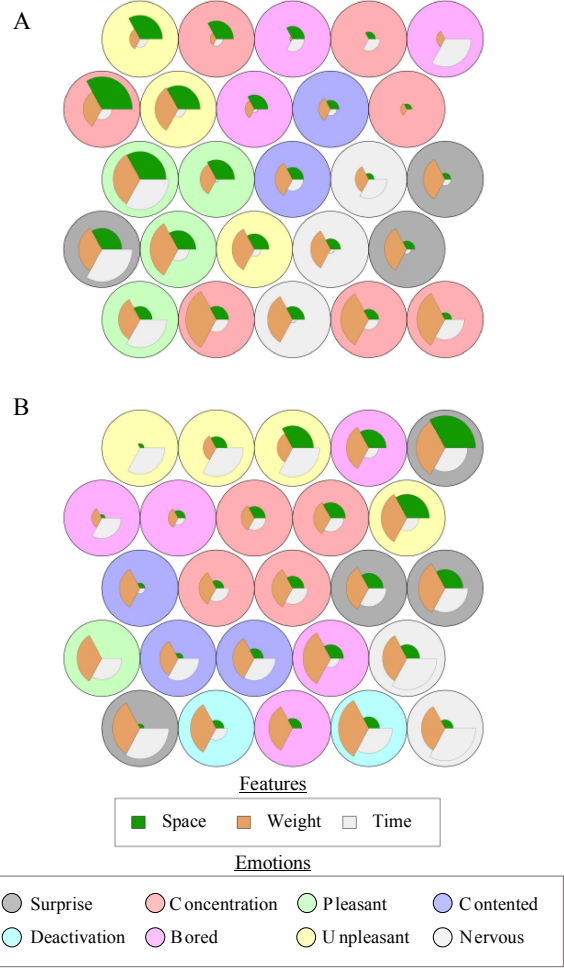 A
B
Features
Space Weight Time
Emotions
Surprise Concentration Pleasant Contented
Deactivation Bored Unpleasant Nervous